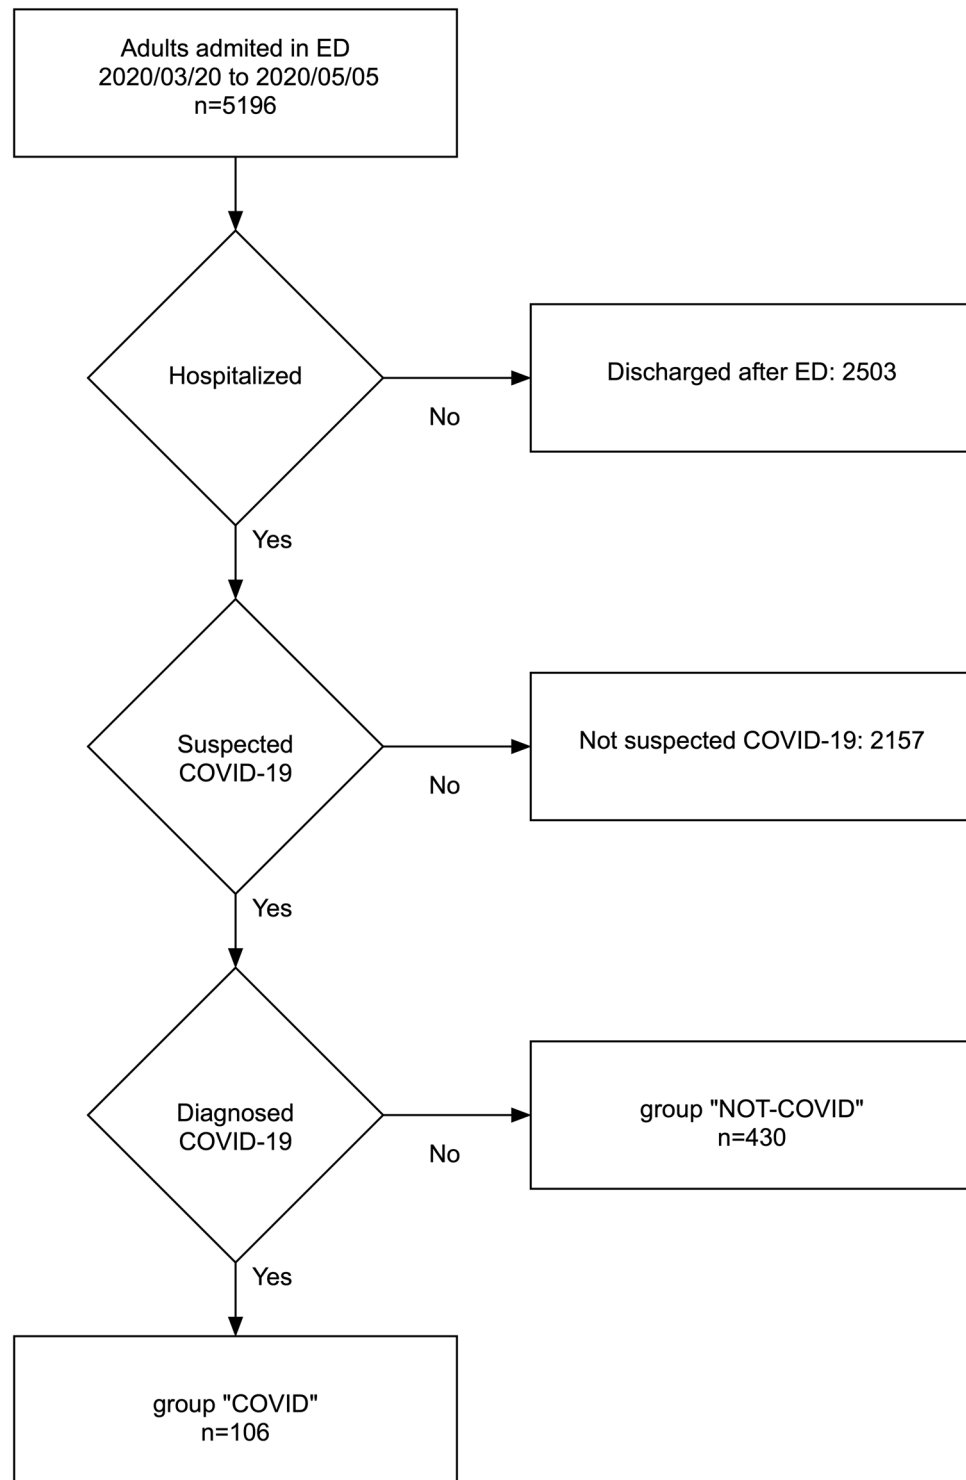 Adults admited in ED
2020/03/20 to 2020/05/05
n=5196
Hospitalized
No
Discharged after ED: 2503
Yes
Suspected
COVID-19
No
Not suspected COVID-19: 2157
Yes
Diagnosed
COVID-19
No
group "NOT-COVID"
n=430
Yes
group "COVID"
n=106